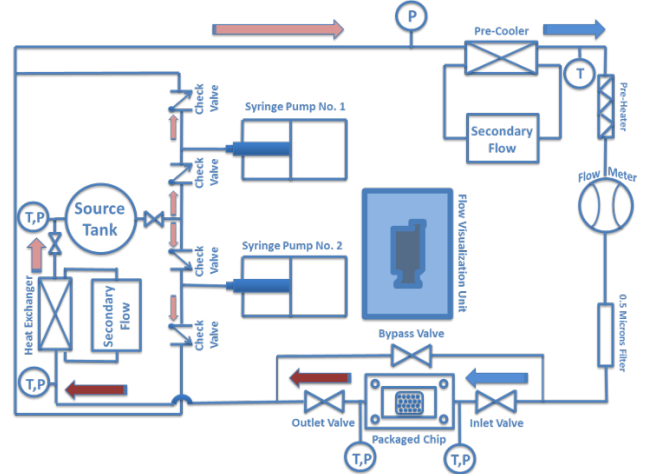 P
Pre-Cooler
T
Secondary
Flow
Pre-Heater
Check
Valve
Syringe Pump No. 1
Check
Valve
Flow Meter
T,P
Source
Tank
Check
Valve
Syringe Pump No. 2
Flow Visualization
Unit
Heat Exchanger
Secondary
Flow
Check
Valve
0.5 Microns Filter
Bypass Valve
T,P
Outlet Valve
Packaged Chip
Inlet Valve
T,P
T,P